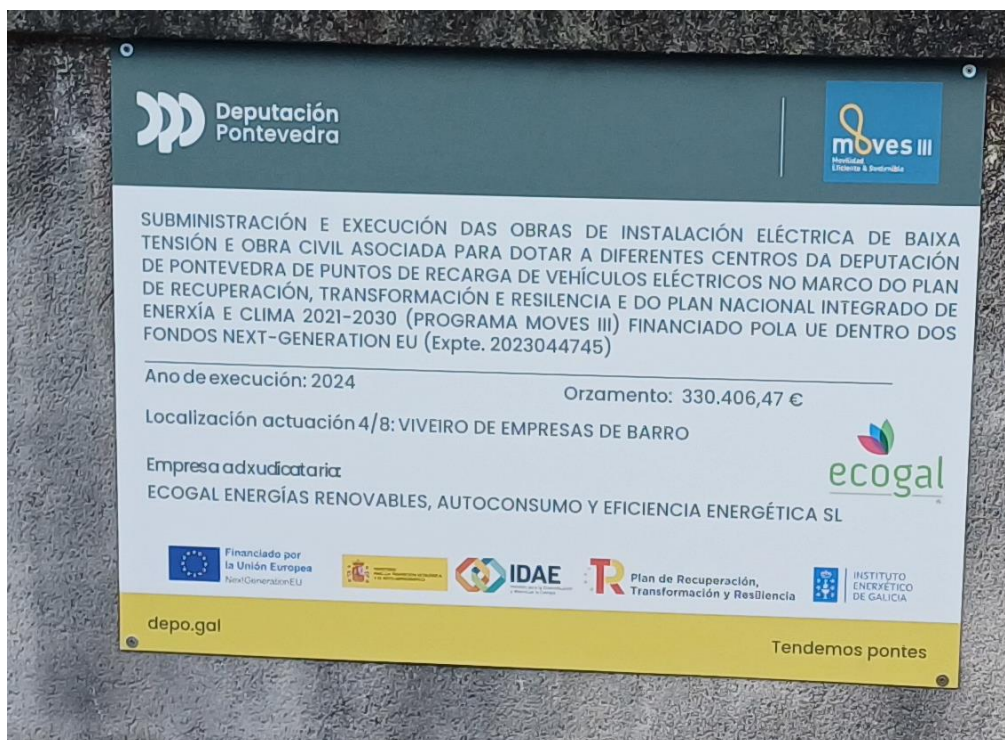 Deputación
Pontevedra
moves III
Movilidad
Eficiente & Sostenible
SUBMINISTRACIÓN E EXECUCIÓN DAS OBRAS DE INSTALACIÓN ELÉCTRICA DE BAIXA
TENSIÓN E OBRA CIVIL ASOCIADA PARA DOTAR A DIFERENTES CENTROS DA DEPUTACIÓN
DE PONTEVEDRA DE PUNTOS DE RECARGA DE VEHÍCULOS ELÉCTRICOS NO MARCO DO PLAN
DE RECUPERACIÓN, TRANSFORMACIÓN E RESILENCIA E DO PLAN NACIONAL INTEGRADO DE
ENERXÍA E CLIMA 2021-2030 (PROGRAMA MOVES III) FINANCIADO POLA UE DENTRO DOS
FONDOS NEXT-GENERATION EU (Expte. 2023044745)
Ano de execución: 2024
Orzamento: 330.406,47 €
Localización actuación 4/8: VIVEIRO DE EMPRESAS DE BARRO
ecogal
Empresa adxudicataria:
ECOGAL ENERGÍAS RENOVABLES, AUTOCONSUMO Y EFICIENCIA ENERGÉTICA SL
Financiado por
la Unión Europea
NextGenerationEU
IDAE
TR
Plan de Recuperación,
Transformación y Resiliencia
INSTITUTO
ENERXÉTICO
DE GALICIA
depo.gal
Tendemos pontes